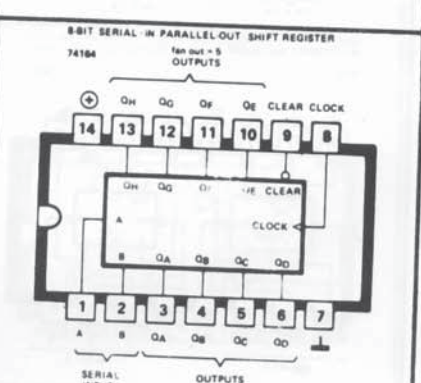 8-BIT SERIAL-IN PARALLEL-OUT SHIFT REGISTER
74164
fan out = 5
OUTPUTS
QH QG QF QE CLEAR CLOCK
14 13 12 11 10 9 8
QH QG CLEAR
A
CLOCK
B QA QB QC QD
1 2 3 4 5 6 7
A B QA QB QC QD
SERIAL
OUTPUTS